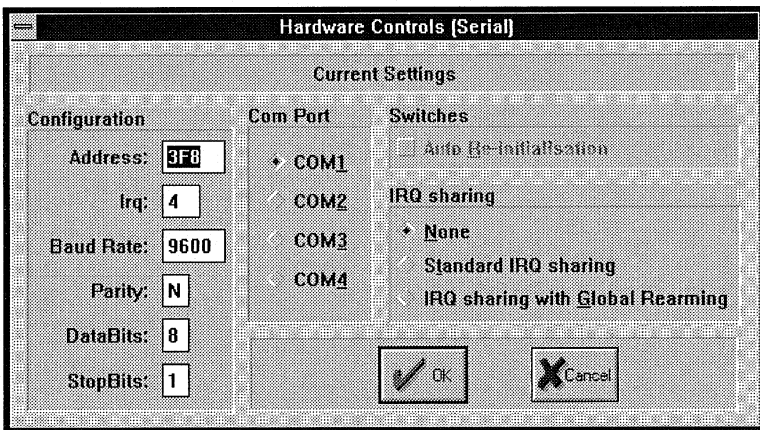 Hardware Controls (Serial)
Current Settings
Configuration
Address: 3F8
Irq: 4
Baud Rate: 9600
Parity: N
DataBits: 8
StopBits: 1
Com Port
COM1
COM2
COM3
COM4
Switches
Auto Re-initialisation
IRQ sharing
None
Standard IRQ sharing
IRQ sharing with Global Rearming
OK
Cancel